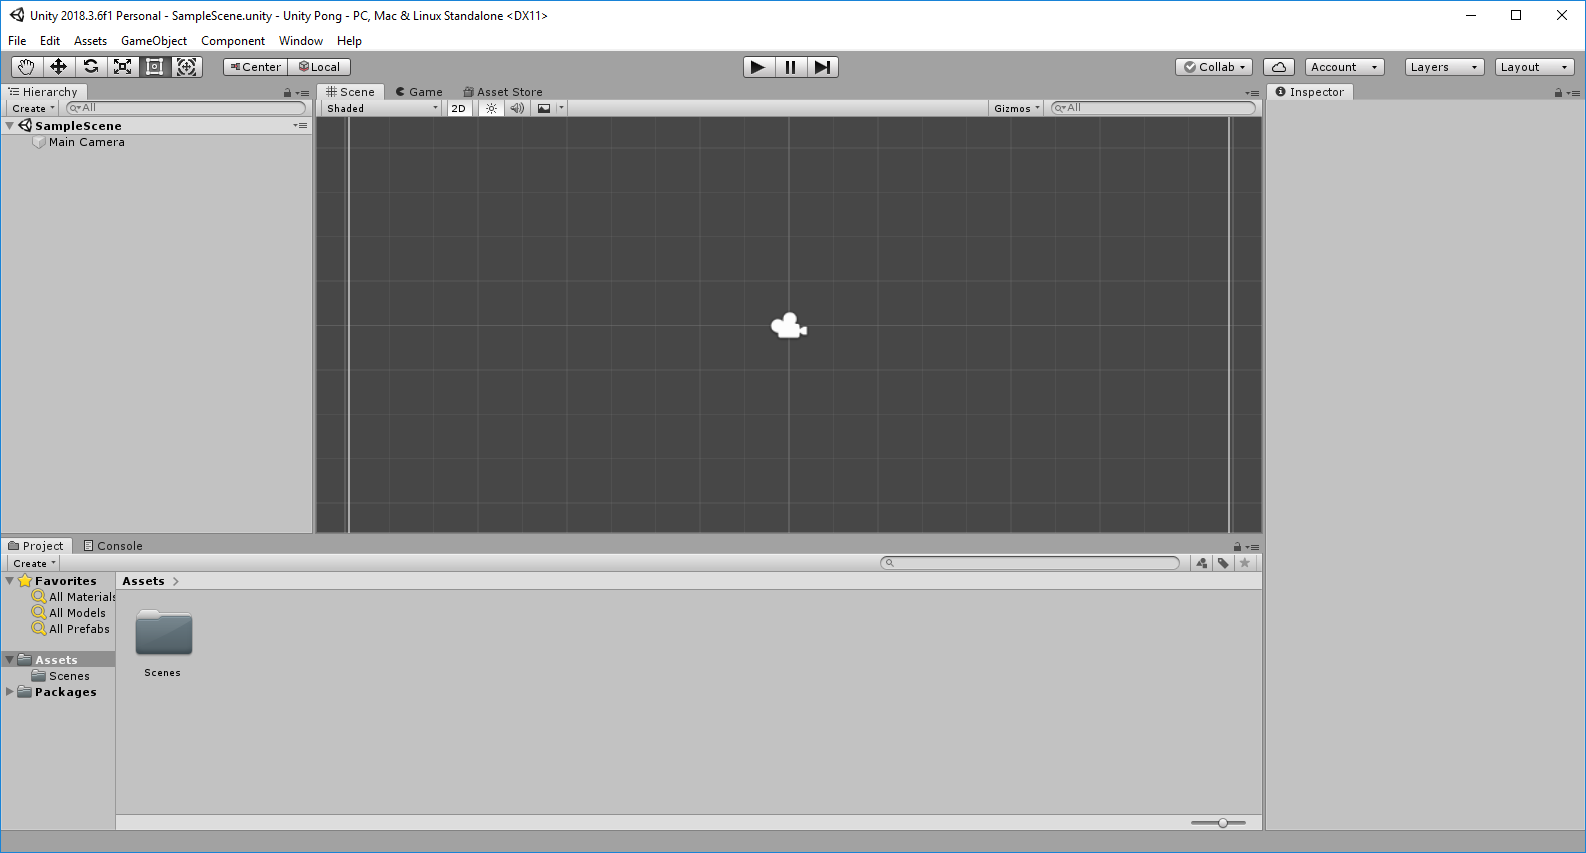 Unity 2018.3.6f1 Personal - SampleScene.unity - Unity Pong - PC, Mac & Linux Standalone <DX11>
File Edit Assets GameObject Component Window Help
Center Local Collab Account Layers Layout
Hierarchy
Create All
SampleScene
Main Camera
Scene Game Asset Store
Shaded 2D Gizmos All
Inspector
Project Console
Create
Favorites
All Materials
All Models
All Prefabs
Assets
Scenes
Packages
Assets
Scenes